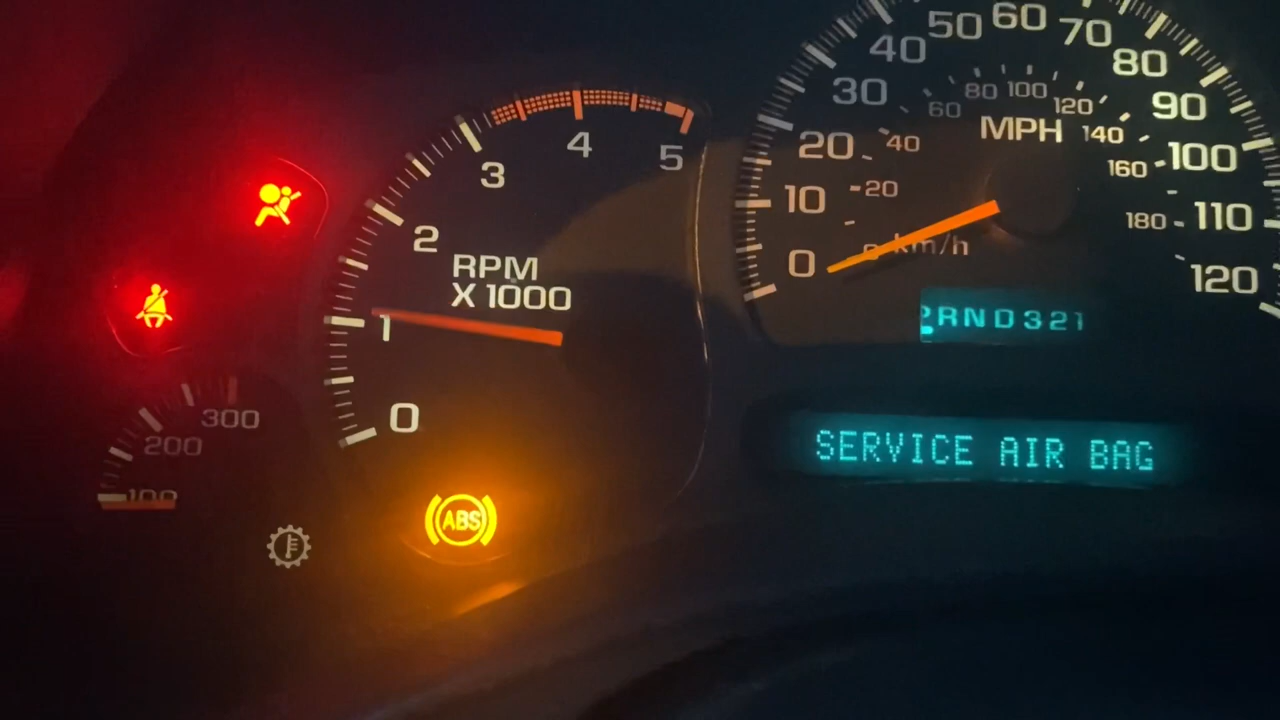 50 60 70
40 80
30 80 100
60 120 90
4 MPH 140
5 20 40 100
3 160
10 20
180 110
2 km/h
RPM 0 120
X 1000
1
PRND321
300 0
200 SERVICE AIR BAG
100
ABS